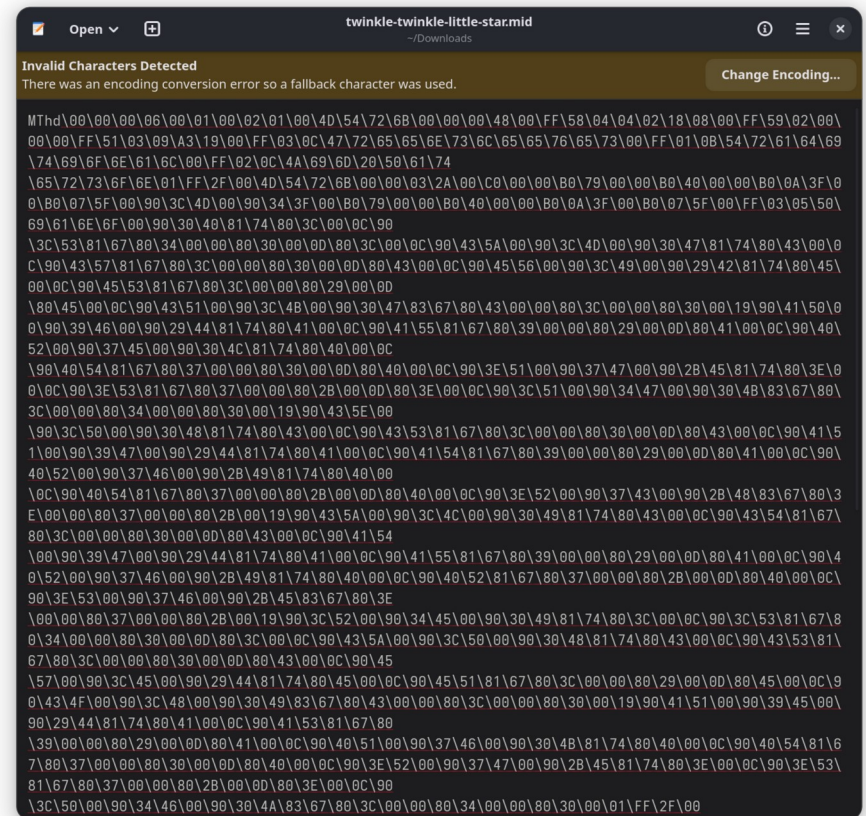 Open
twinkle-twinkle-little-star.mid
~/Downloads
Invalid Characters Detected
There was an encoding conversion error so a fallback character was used.
Change Encoding...
MThd\00\00\00\06\00\01\00\02\01\00\4D\54\72\6B\00\00\00\48\00\FF\58\04\04\02\18\08\00\FF\59\02\00\
00\00\FF\51\03\09\A3\19\00\FF\03\0C\47\72\65\65\6E\73\6C\65\65\76\65\73\00\FF\01\0B\54\72\61\64\69
\74\69\6F\6E\61\6C\00\FF\02\0C\4A\69\6D\20\50\61\74
\65\72\73\6F\6E\01\FF\2F\00\4D\54\72\6B\00\00\03\2A\00\C0\00\00\B0\79\00\00\B0\40\00\00\B0\0A\3F\0
0\B0\07\5F\00\90\3C\4D\00\90\34\3F\00\B0\79\00\00\B0\40\00\00\B0\0A\3F\00\B0\07\5F\00\FF\03\05\50\
69\61\6E\6F\00\90\30\40\81\74\80\3C\00\0C\90
\3C\53\81\67\80\34\00\00\80\30\00\0D\80\3C\00\0C\90\43\5A\00\90\3C\4D\00\90\30\47\81\74\80\43\00\0
C\90\43\57\81\67\80\3C\00\00\80\30\00\0D\80\43\00\0C\90\45\56\00\90\3C\49\00\90\29\42\81\74\80\45\
00\0C\90\45\53\81\67\80\3C\00\00\80\29\00\0D
\80\45\00\0C\90\43\51\00\90\3C\4B\00\90\30\47\83\67\80\43\00\00\80\3C\00\00\80\30\00\19\90\41\50\0
0\90\39\46\00\90\29\44\81\74\80\41\00\0C\90\41\55\81\67\80\39\00\00\80\29\00\0D\80\41\00\0C\90\40\
52\00\90\37\45\00\90\30\4C\81\74\80\40\00\0C
\90\40\54\81\67\80\37\00\00\80\30\00\0D\80\40\00\0C\90\3E\51\00\90\37\47\00\90\2B\45\81\74\80\3E\0
0\0C\90\3E\53\81\67\80\37\00\00\80\2B\00\0D\80\3E\00\0C\90\3C\51\00\90\34\47\00\90\30\4B\83\67\80\
3C\00\00\80\34\00\00\80\30\00\19\90\43\5E\00
\90\3C\50\00\90\30\48\81\74\80\43\00\0C\90\43\53\81\67\80\3C\00\00\80\30\00\0D\80\43\00\0C\90\41\5
1\00\90\39\47\00\90\29\44\81\74\80\41\00\0C\90\41\54\81\67\80\39\00\00\80\29\00\0D\80\41\00\0C\90\
40\52\00\90\37\46\00\90\2B\49\81\74\80\40\00
\0C\90\40\54\81\67\80\37\00\00\80\2B\00\0D\80\40\00\0C\90\3E\52\00\90\37\43\00\90\2B\48\83\67\80\3
E\00\00\80\37\00\00\80\2B\00\19\90\43\5A\00\90\3C\4C\00\90\30\49\81\74\80\43\00\0C\90\43\54\81\67\
80\3C\00\00\80\30\00\0D\80\43\00\0C\90\41\54
\00\90\39\47\00\90\29\44\81\74\80\41\00\0C\90\41\55\81\67\80\39\00\00\80\29\00\0D\80\41\00\0C\90\4
0\52\00\90\37\46\00\90\2B\49\81\74\80\40\00\0C\90\40\52\81\67\80\37\00\00\80\2B\00\0D\80\40\00\0C\
90\3E\53\00\90\37\46\00\90\2B\45\83\67\80\3E
\00\00\80\37\00\00\80\2B\00\19\90\3C\52\00\90\34\45\00\90\30\49\81\74\80\3C\00\0C\90\3C\53\81\67\8
0\34\00\00\80\30\00\0D\80\3C\00\0C\90\43\5A\00\90\3C\50\00\90\30\48\81\74\80\43\00\0C\90\43\53\81\
67\80\3C\00\00\80\30\00\0D\80\43\00\0C\90\45
\57\00\90\3C\45\00\90\29\44\81\74\80\45\00\0C\90\45\51\81\67\80\3C\00\00\80\29\00\0D\80\45\00\0C\9
0\43\4F\00\90\3C\48\00\90\30\49\83\67\80\43\00\00\80\3C\00\00\80\30\00\19\90\41\51\00\90\39\45\00\
90\29\44\81\74\80\41\00\0C\90\41\53\81\67\80
\39\00\00\80\29\00\0D\80\41\00\0C\90\40\51\00\90\37\46\00\90\30\4B\81\74\80\40\00\0C\90\40\54\81\6
7\80\37\00\00\80\30\00\0D\80\40\00\0C\90\3E\52\00\90\37\47\00\90\2B\45\81\74\80\3E\00\0C\90\3E\53\
81\67\80\37\00\00\80\2B\00\0D\80\3E\00\0C\90
\3C\50\00\90\34\46\00\90\30\4A\83\67\80\3C\00\00\80\34\00\00\80\30\00\01\FF\2F\00